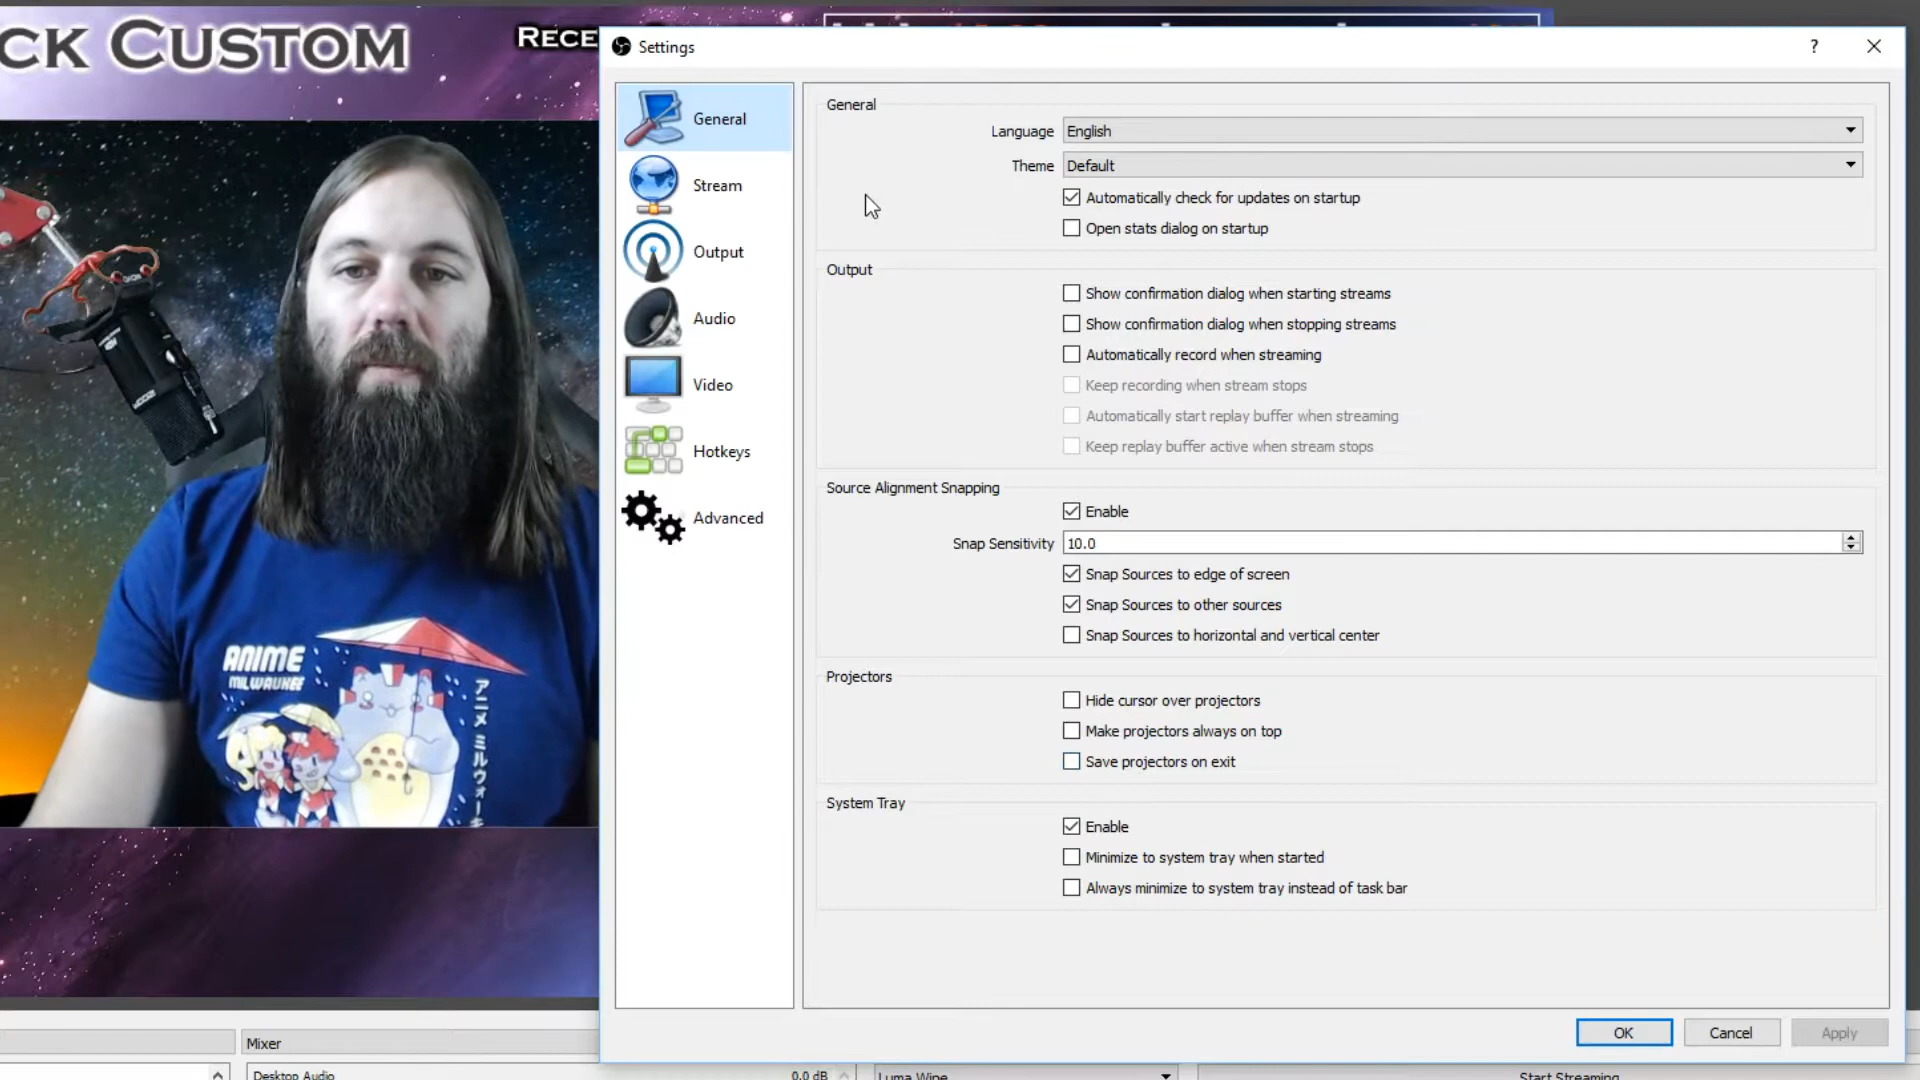 CK CUSTOM
RECE
Settings
?
General
Stream
Output
Audio
Video
Hotkeys
Advanced
General
Language English
Theme Default
Automatically check for updates on startup
Open stats dialog on startup
Output
Show confirmation dialog when starting streams
Show confirmation dialog when stopping streams
Automatically record when streaming
Keep recording when stream stops
Automatically start replay buffer when streaming
Keep replay buffer active when stream stops
Source Alignment Snapping
Enable
Snap Sensitivity 10.0
Snap Sources to edge of screen
Snap Sources to other sources
Snap Sources to horizontal and vertical center
Projectors
Hide cursor over projectors
Make projectors always on top
Save projectors on exit
System Tray
Enable
Minimize to system tray when started
Always minimize to system tray instead of task bar
OK Cancel Apply
ANIME
MILWAUKEE
アニメ ミルウォーキ
Mixer
Desktop Audio 0.0 dB
Luma Wipe
Start Streaming